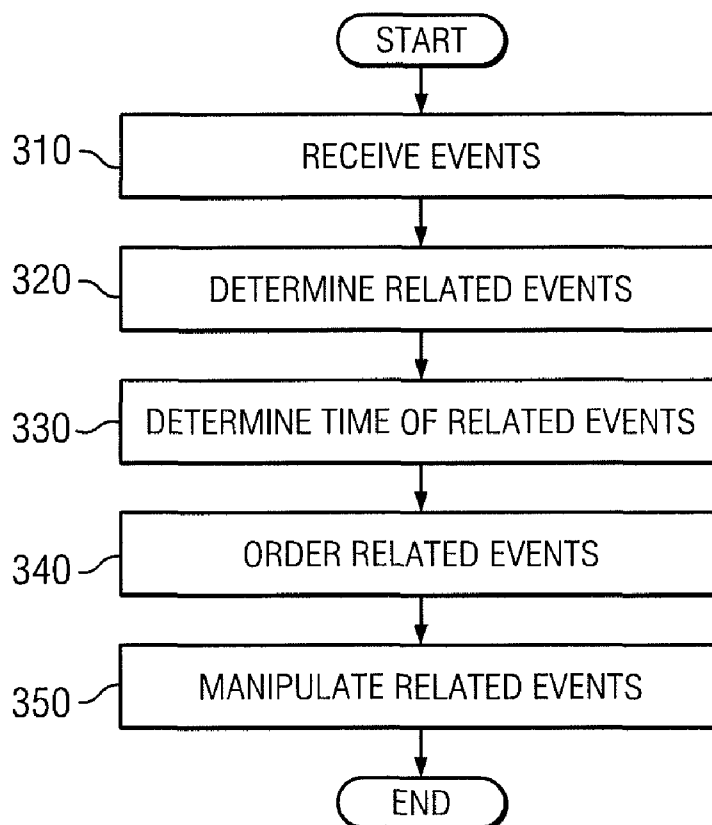 START
310 RECEIVE EVENTS
320 DETERMINE RELATED EVENTS
330 DETERMINE TIME OF RELATED EVENTS
340 ORDER RELATED EVENTS
350 MANIPULATE RELATED EVENTS
END